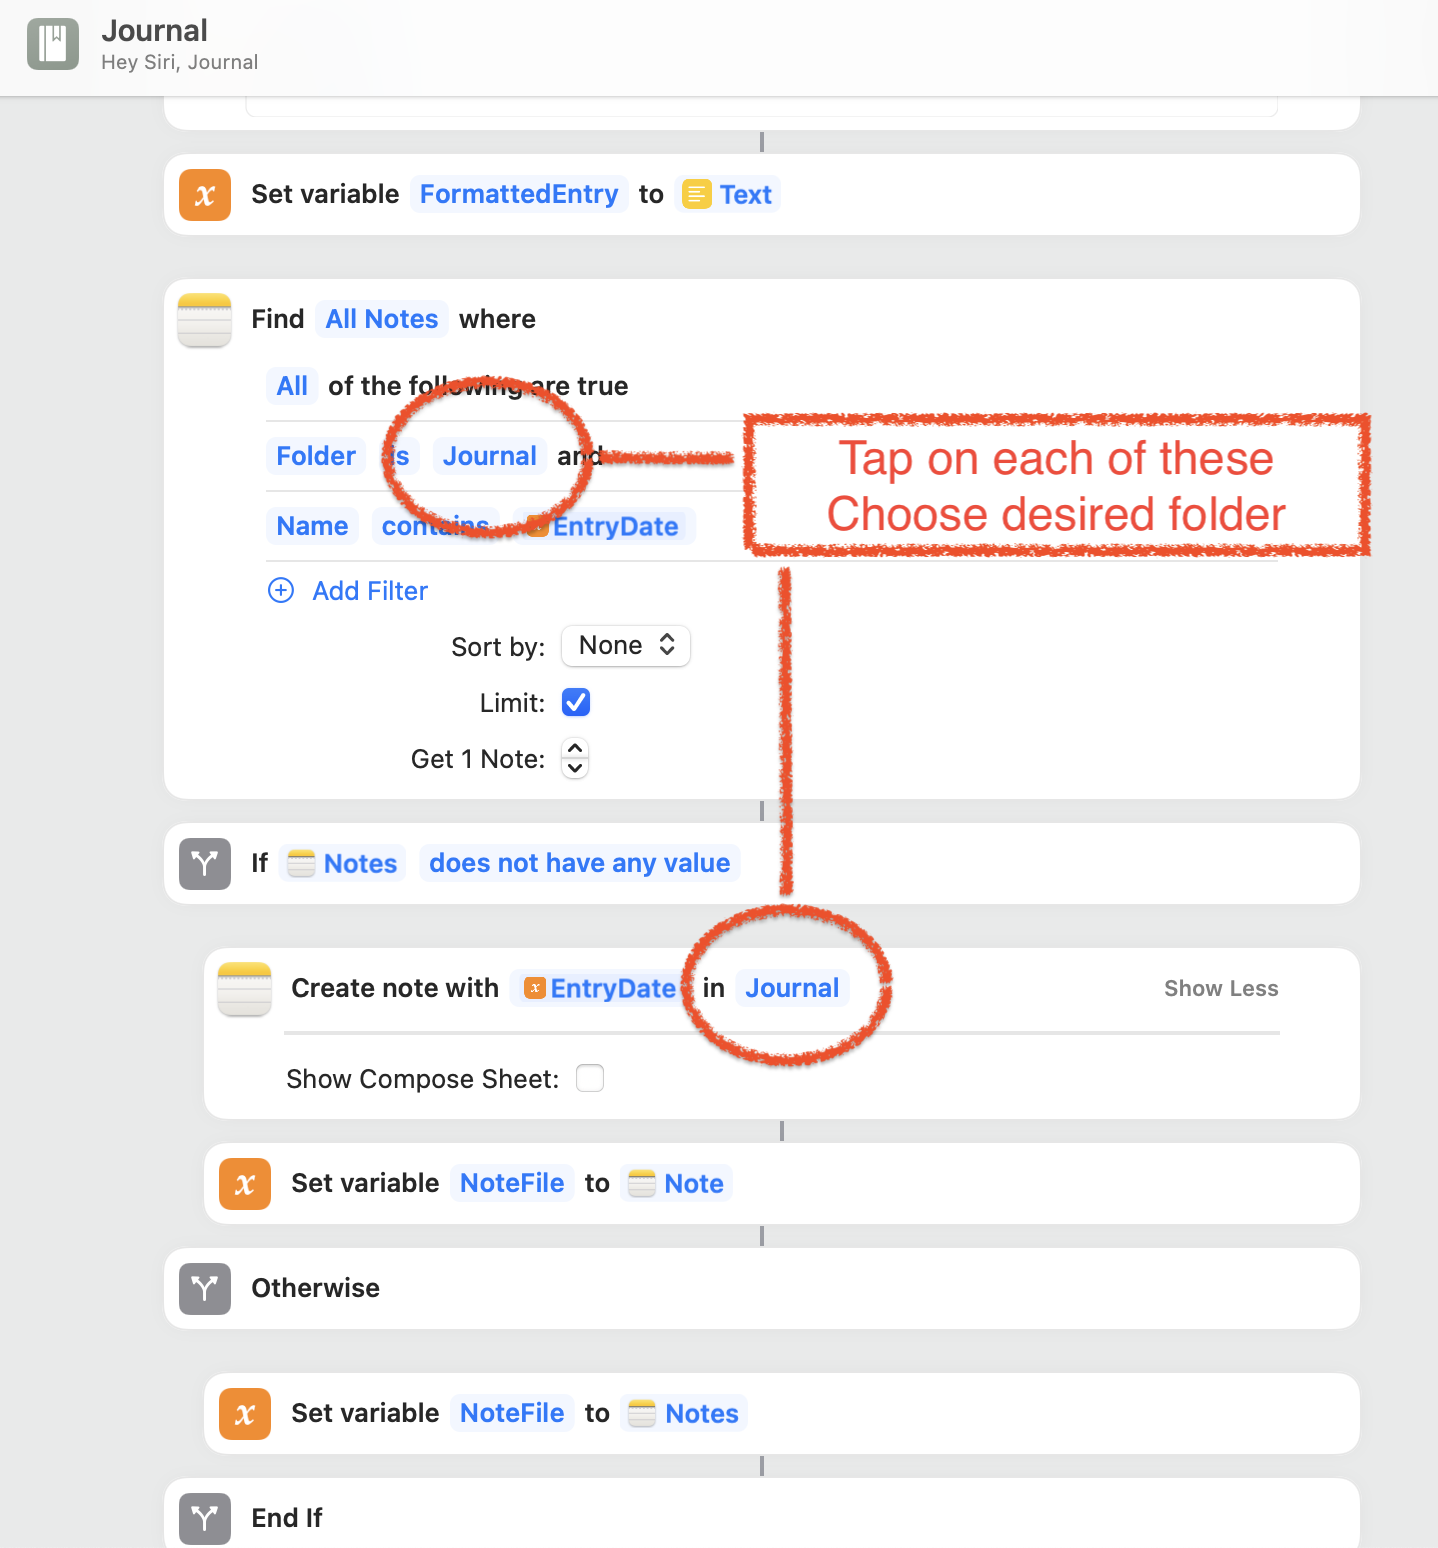 Journal
Hey Siri, Journal
Set variable FormattedEntry to Text
Find All Notes where
All of the following are true
Folder is Journal and
Tap on each of these
Choose desired folder
Name contains EntryDate
Add Filter
Sort by: None
Limit:
Get 1 Note:
If Notes does not have any value
Create note with EntryDate in Journal Show Less
Show Compose Sheet:
Set variable NoteFile to Note
Otherwise
Set variable NoteFile to Notes
End If